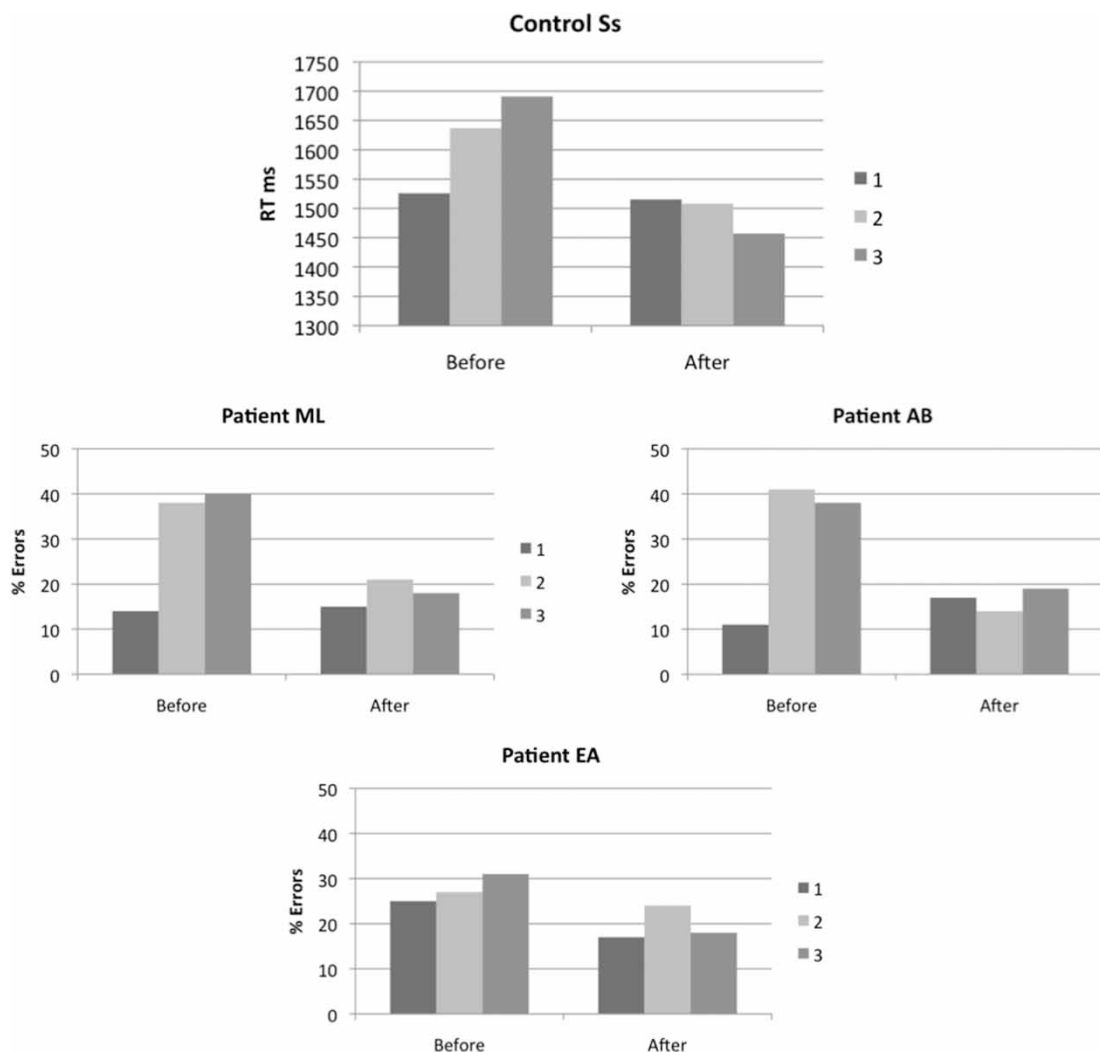 Control Ss
1750
1700
1650
1600
1550
1500
1450
1400
1350
1300
RT ms
Before
After
1
2
3
Patient ML
50
40
30
20
10
0
% Errors
Before
After
1
2
3
Patient AB
50
40
30
20
10
0
% Errors
Before
After
Patient EA
50
40
30
20
10
0
% Errors
Before
After
1
2
3